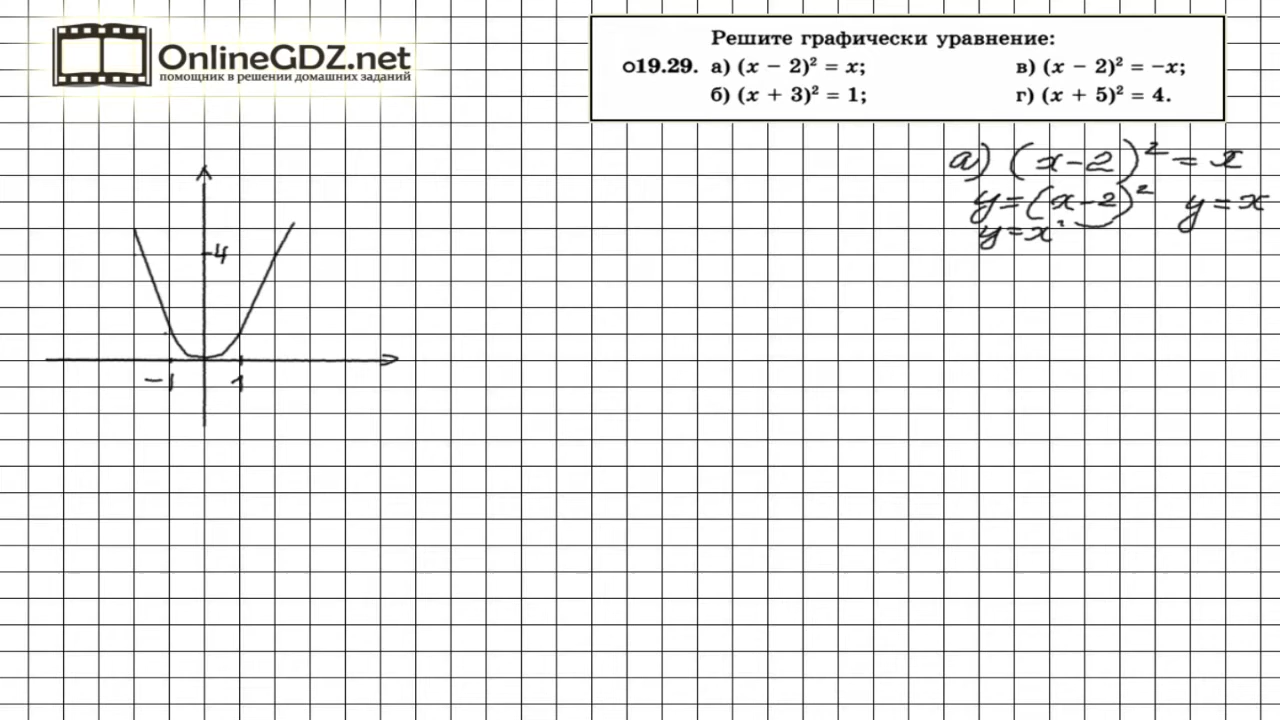 OnlineGDZ.net
помощник в решении домашних заданий
Решите графически уравнение:
○19.29. а) (x − 2)² = x; в) (x − 2)² = −x;
б) (x + 3)² = 1; г) (x + 5)² = 4.
а) (x-2)² = x
y=(x-2)² y=x
y=x²
4
-1 1